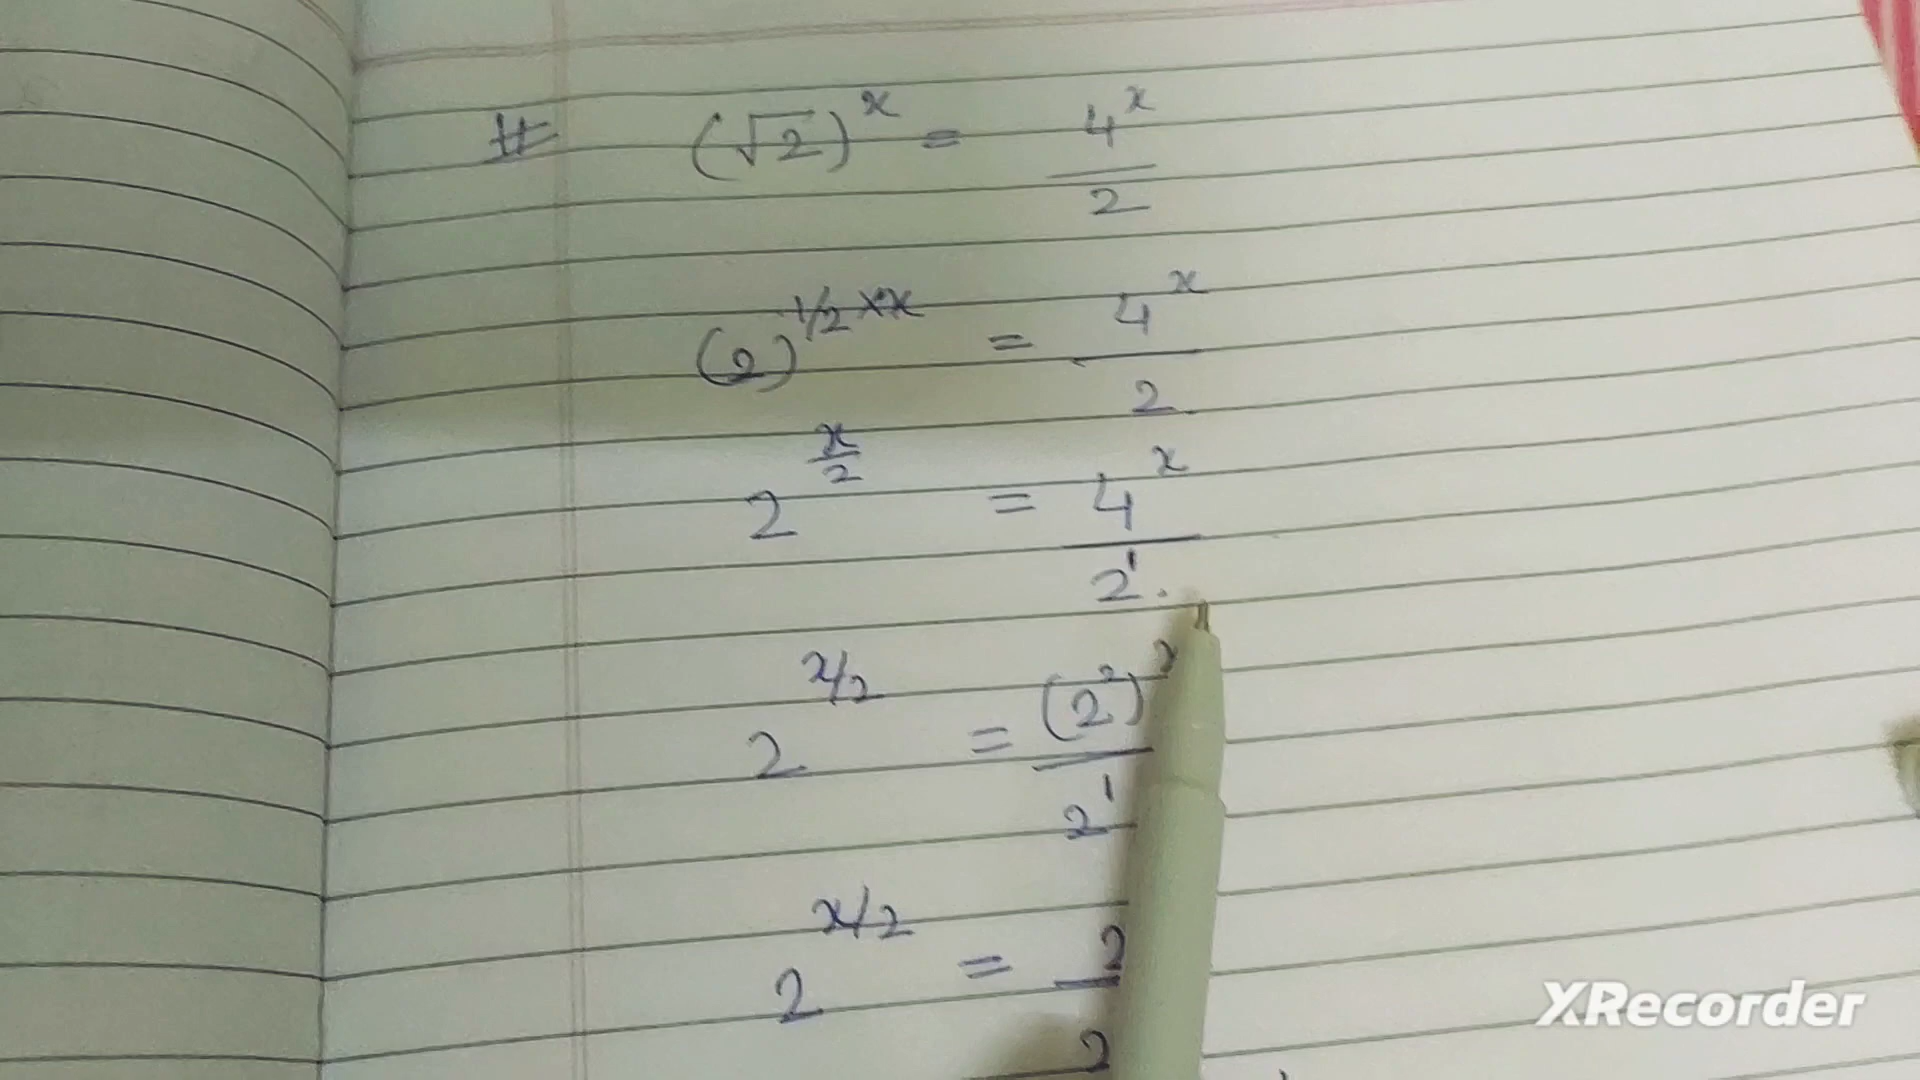 # (√2)^x = 4^x/2
(2)^1/2 × x = 4^x/2
2^x/2 = 4^x/2^1.
2^x/2 = (2^2)^x/2^1
2^x/2 = 2/2
XRecorder